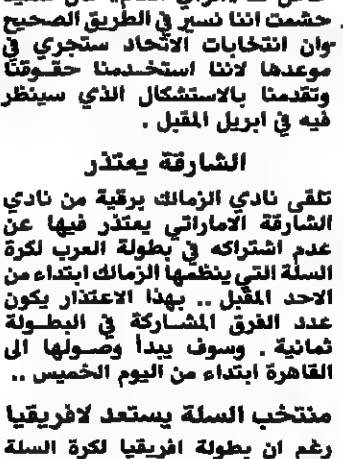 حشمت اننا نسير في الطريق الصحيح
وان انتخابات الاتحاد ستجري في
موعدها لاننا استخدمنا حقوقنا
وتقدمنا بالاستشكال الذي سينظر
فيه في ابريل المقبل .
الشارقة يعتذر
تلقى نادي الزمالك برقية من نادي
الشارقة الاماراتي يعتذر فيها عن
عدم اشتراكه في بطولة العرب لكرة
السلة التي ينظمها الزمالك ابتداء من
الاحد المقبل .. بهذا الاعتذار يكون
عدد الفرق المشاركة في البطولة
ثمانية . وسوف يبدأ وصولها الى
القاهرة ابتداء من اليوم الخميس ..
منتخب السلة يستعد لافريقيا
رغم ان بطولة افريقيا لكرة السلة